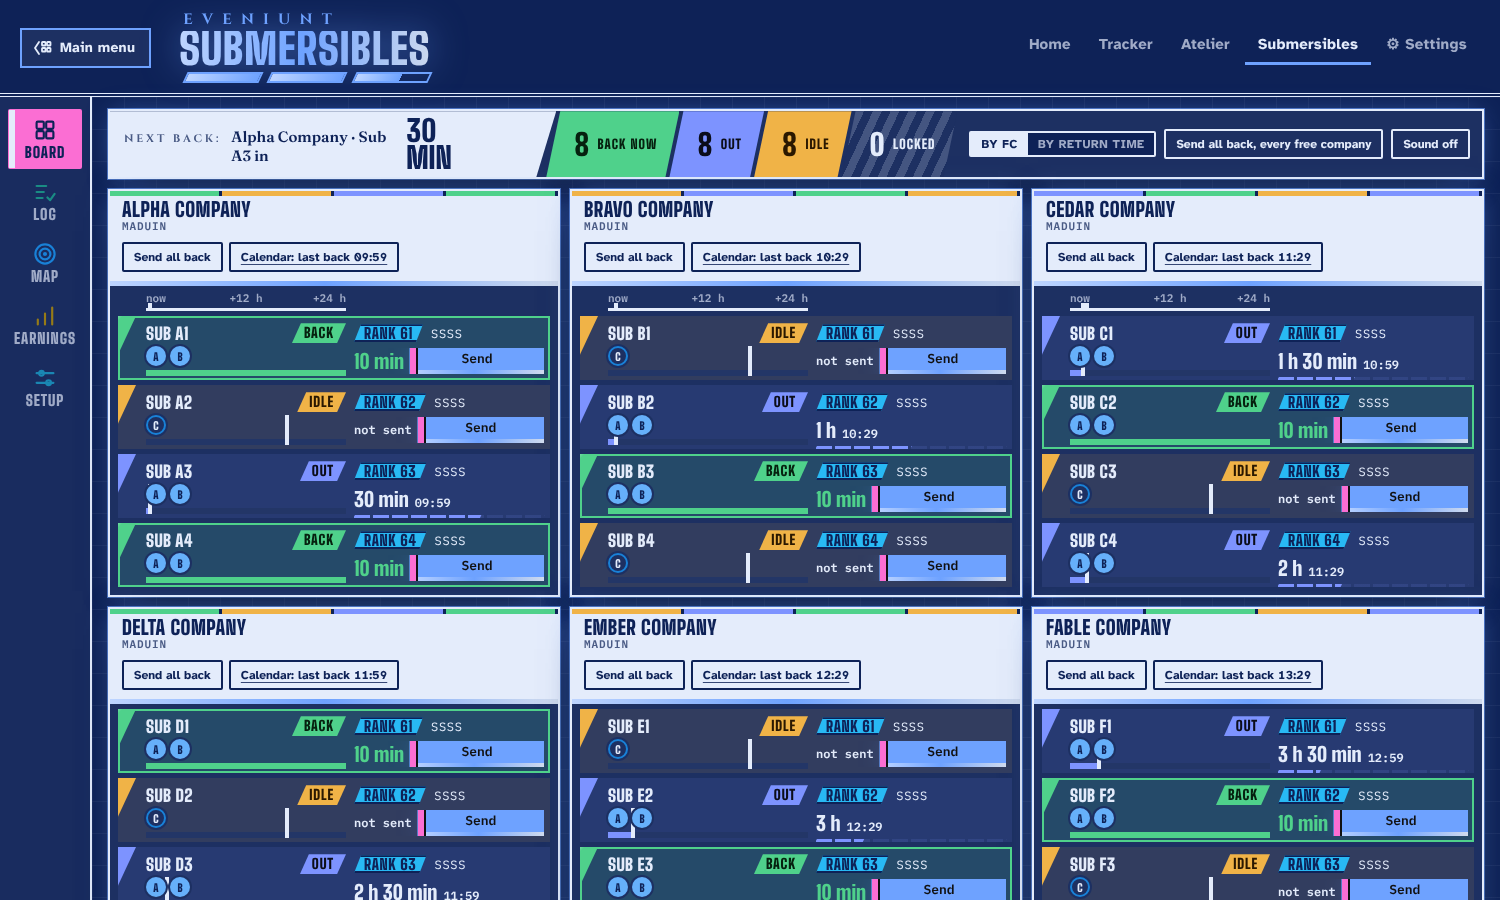 Main menu
EVENIUNT
SUBMERSIBLES
Home Tracker Atelier Submersibles Settings
BOARD
LOG
MAP
EARNINGS
SETUP
NEXT BACK: Alpha Company · Sub A3 in 30 MIN
8 BACK NOW 8 OUT 8 IDLE 0 LOCKED
BY FC BY RETURN TIME Send all back, every free company Sound off
ALPHA COMPANY
MADUIN
Send all back Calendar: last back 09:59
now +12 h +24 h
SUB A1 BACK RANK 61 SSSS
A B 10 min Send
SUB A2 IDLE RANK 62 SSSS
C not sent Send
SUB A3 OUT RANK 63 SSSS
A B 30 min 09:59
SUB A4 BACK RANK 64 SSSS
A B 10 min Send
BRAVO COMPANY
MADUIN
Send all back Calendar: last back 10:29
now +12 h +24 h
SUB B1 IDLE RANK 61 SSSS
C not sent Send
SUB B2 OUT RANK 62 SSSS
A B 1 h 10:29
SUB B3 BACK RANK 63 SSSS
A B 10 min Send
SUB B4 IDLE RANK 64 SSSS
C not sent Send
CEDAR COMPANY
MADUIN
Send all back Calendar: last back 11:29
now +12 h +24 h
SUB C1 OUT RANK 61 SSSS
A B 1 h 30 min 10:59
SUB C2 BACK RANK 62 SSSS
A B 10 min Send
SUB C3 IDLE RANK 63 SSSS
C not sent Send
SUB C4 OUT RANK 64 SSSS
A B 2 h 11:29
DELTA COMPANY
MADUIN
Send all back Calendar: last back 11:59
SUB D1 BACK RANK 61 SSSS
A B 10 min Send
SUB D2 IDLE RANK 62 SSSS
C not sent Send
SUB D3 OUT RANK 63 SSSS
A B 2 h 30 min 11:59
EMBER COMPANY
MADUIN
Send all back Calendar: last back 12:29
SUB E1 IDLE RANK 61 SSSS
C not sent Send
SUB E2 OUT RANK 62 SSSS
A B 3 h 12:29
SUB E3 BACK RANK 63 SSSS
A B 10 min Send
FABLE COMPANY
MADUIN
Send all back Calendar: last back 13:29
SUB F1 OUT RANK 61 SSSS
A B 3 h 30 min 12:59
SUB F2 BACK RANK 62 SSSS
A B 10 min Send
SUB F3 IDLE RANK 63 SSSS
C not sent Send